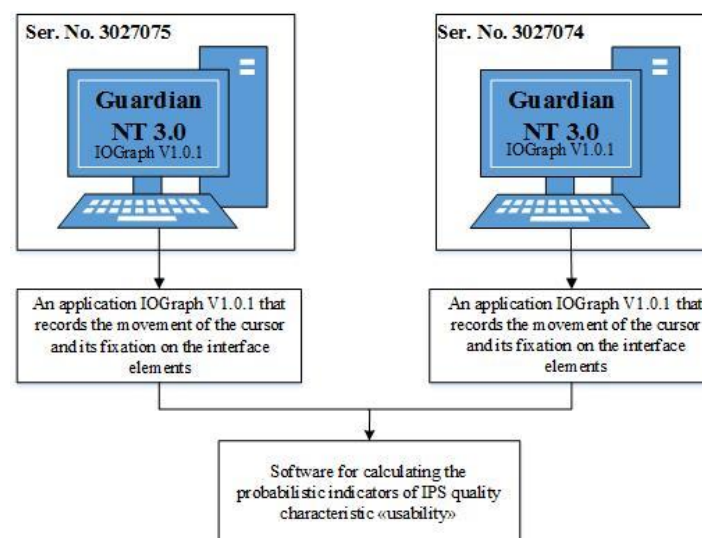 Ser. No. 3027075
Guardian
NT 3.0
IOGraph V1.0.1
Ser. No. 3027074
Guardian
NT 3.0
IOGraph V1.0.1
An application IOGraph V1.0.1 that
records the movement of the cursor
and its fixation on the interface
elements
An application IOGraph V1.0.1 that
records the movement of the cursor
and its fixation on the interface
elements
Software for calculating the
probabilistic indicators of IPS quality
characteristic «usability»